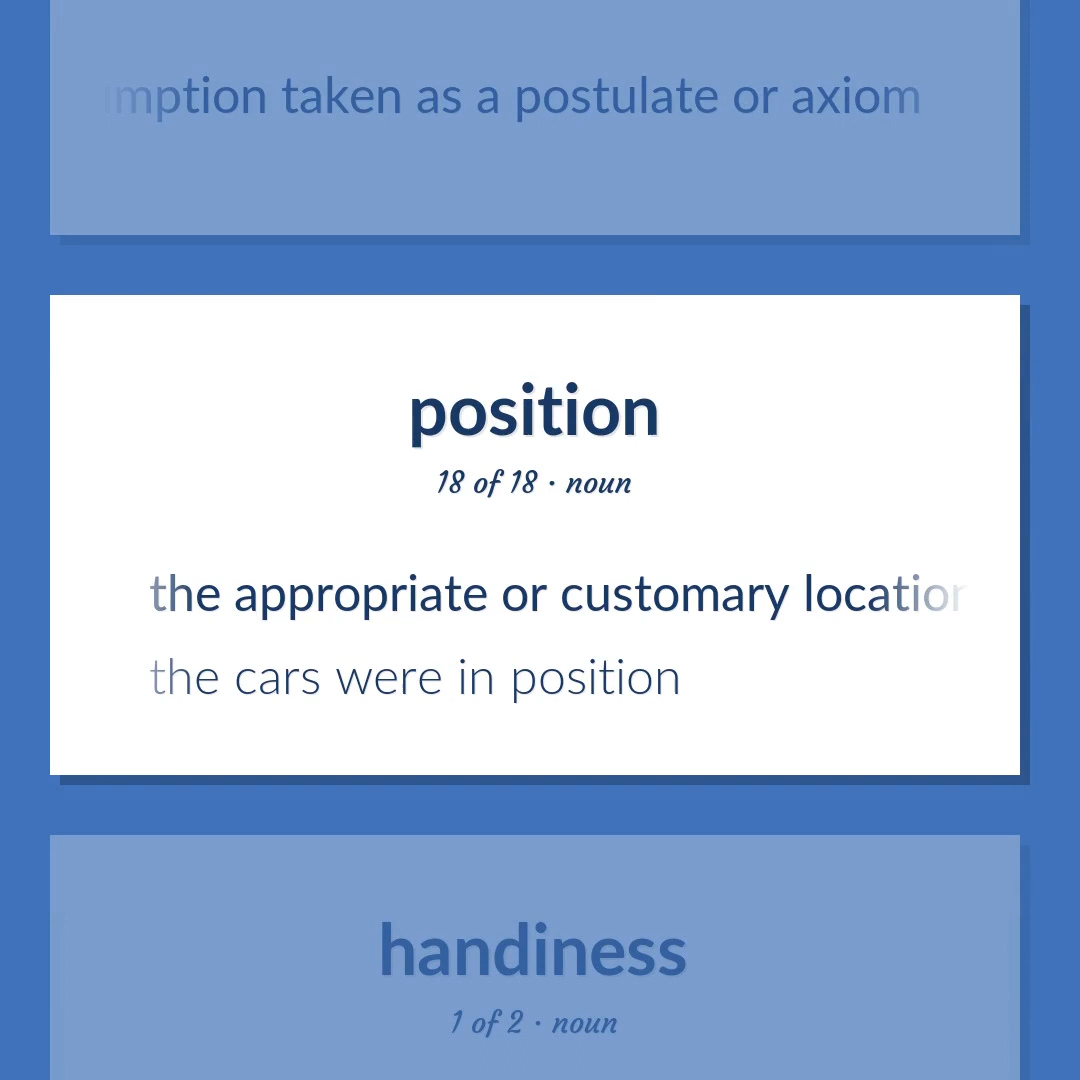 mption taken as a postulate or axiom
position
18 of 18 · noun
the appropriate or customary location
the cars were in position
handiness
1 of 2 · noun